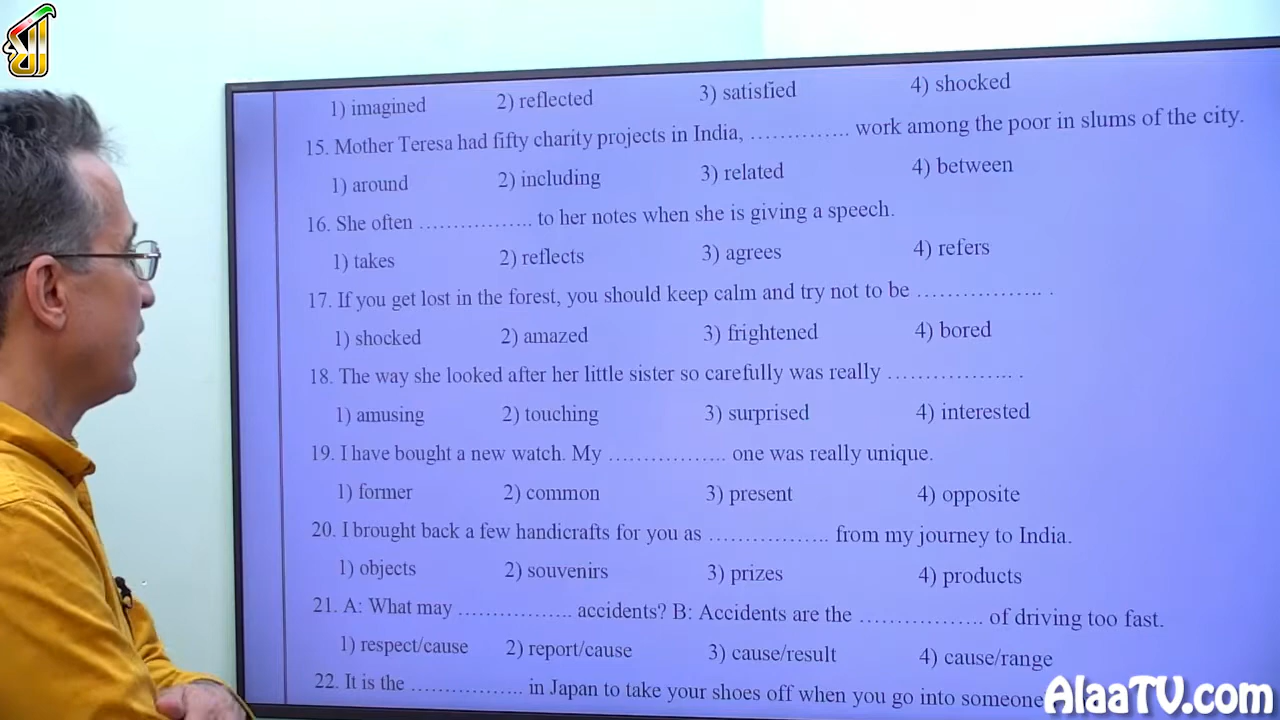 1) imagined 2) reflected 3) satisfied 4) shocked
15. Mother Teresa had fifty charity projects in India, .............. work among the poor in slums of the city.
1) around 2) including 3) related 4) between
16. She often ................. to her notes when she is giving a speech.
1) takes 2) reflects 3) agrees 4) refers
17. If you get lost in the forest, you should keep calm and try not to be ................. .
1) shocked 2) amazed 3) frightened 4) bored
18. The way she looked after her little sister so carefully was really ................. .
1) amusing 2) touching 3) surprised 4) interested
19. I have bought a new watch. My ................. one was really unique.
1) former 2) common 3) present 4) opposite
20. I brought back a few handicrafts for you as ................. from my journey to India.
1) objects 2) souvenirs 3) prizes 4) products
21. A: What may ................. accidents? B: Accidents are the ................. of driving too fast.
1) respect/cause 2) report/cause 3) cause/result 4) cause/range
22. It is the ................. in Japan to take your shoes off when you go into someone
AlaaTV.com